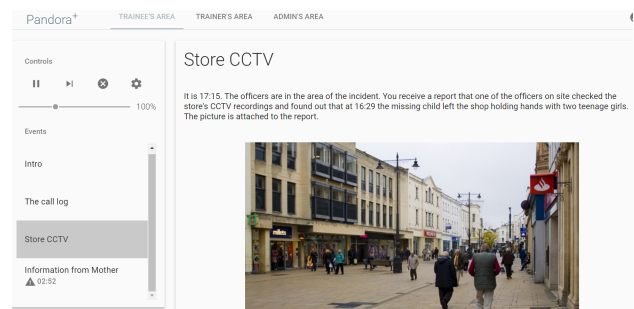 Pandora+
TRAINEE'S AREA
TRAINER'S AREA
ADMIN'S AREA
Controls
100%
Events
Intro
The call log
Store CCTV
Information from Mother
02:52
Store CCTV
It is 17:15. The officers are in the area of the incident. You receive a report that one of the officers on site checked the
store's CCTV recordings and found out that at 16:29 the missing child left the shop holding hands with two teenage girls.
The picture is attached to the report.
millets